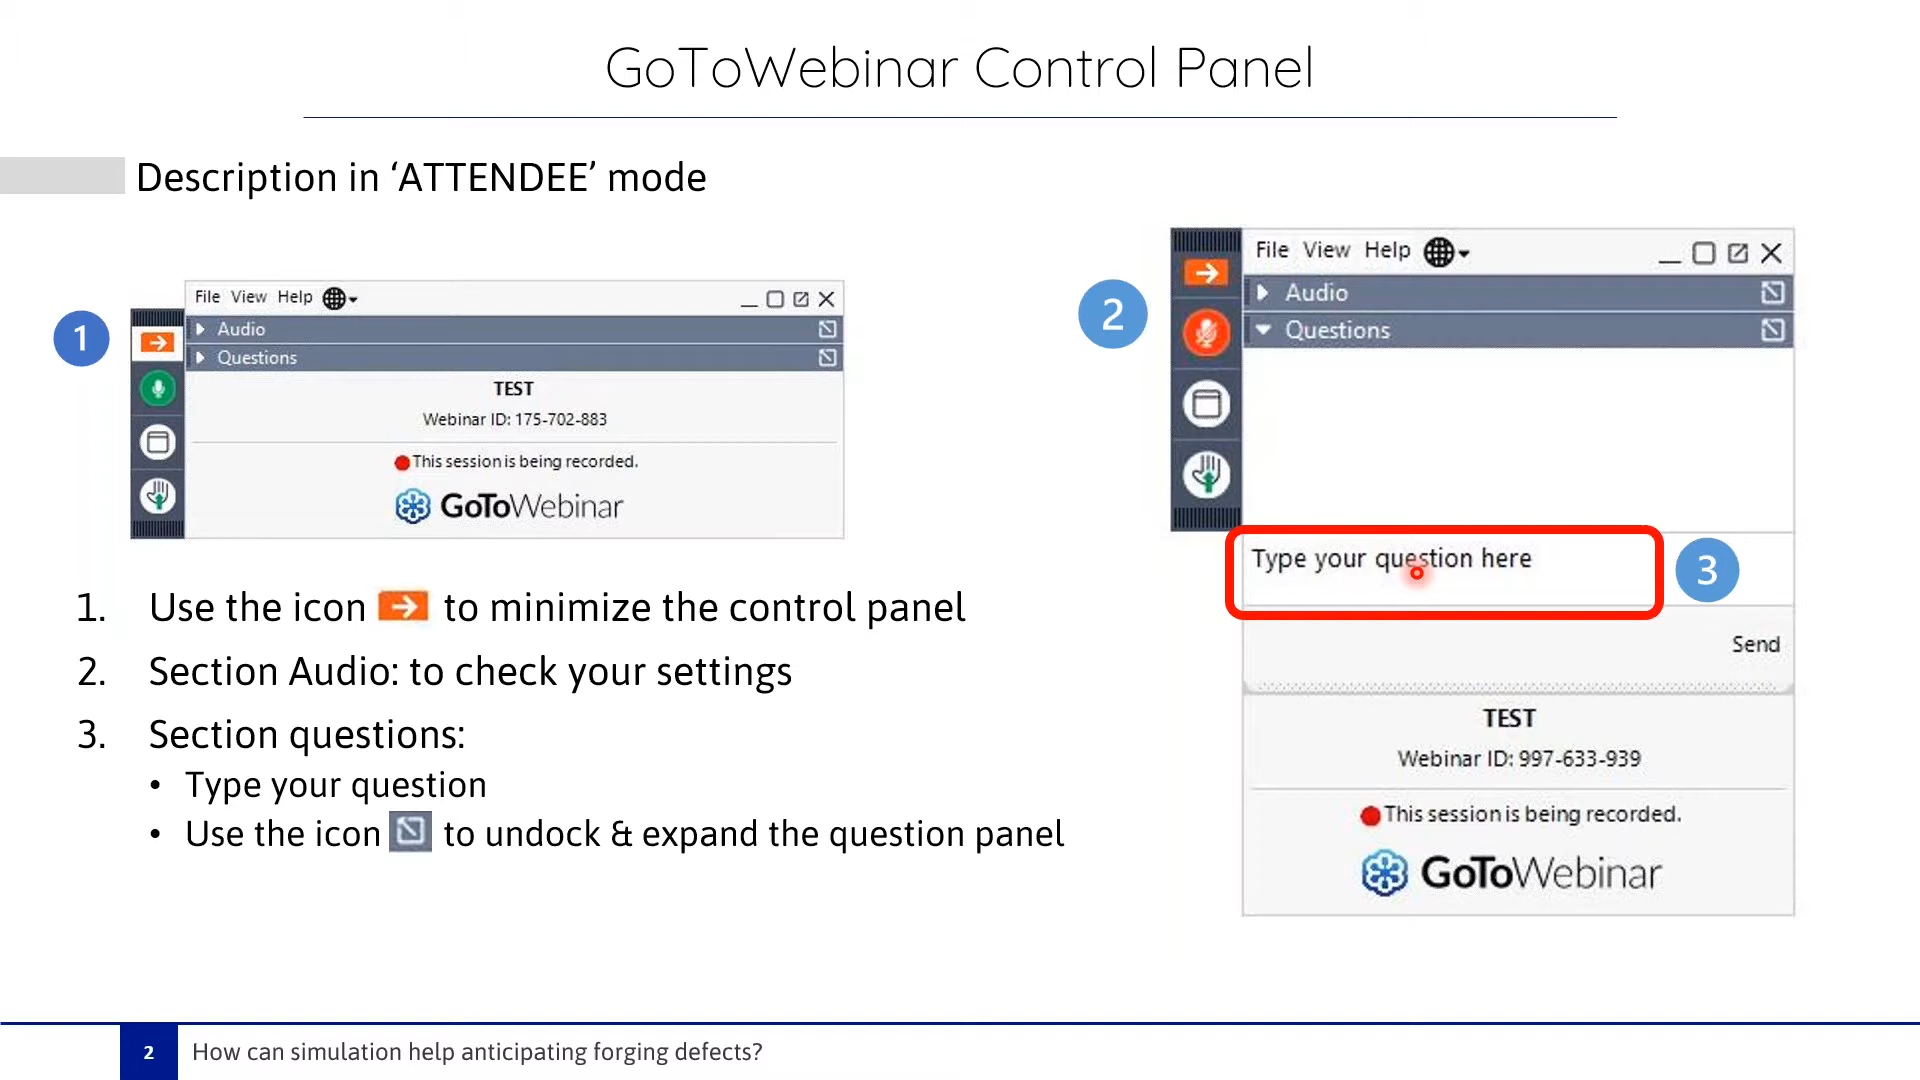 GoToWebinar Control Panel
Description in ‘ATTENDEE’ mode
1
File View Help
Audio
Questions
TEST
Webinar ID: 175-702-883
This session is being recorded.
GoToWebinar
1. Use the icon to minimize the control panel
2. Section Audio: to check your settings
3. Section questions:
• Type your question
• Use the icon to undock & expand the question panel
2
File View Help
Audio
Questions
Type your question here
3
Send
TEST
Webinar ID: 997-633-939
This session is being recorded.
GoToWebinar
2 How can simulation help anticipating forging defects?